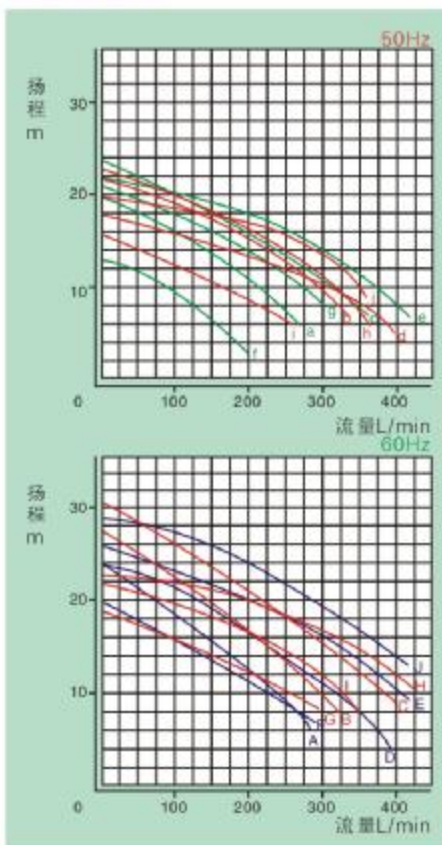 50Hz
扬
程
m
30
20
10
a
b
c
d
e
f
g
h
i
j
0 100 200 300 400
流量L/min
60Hz
扬
程
m
30
20
10
A
B
C
D
E
F
G
H
I
J
0 100 200 300 400
流量L/min